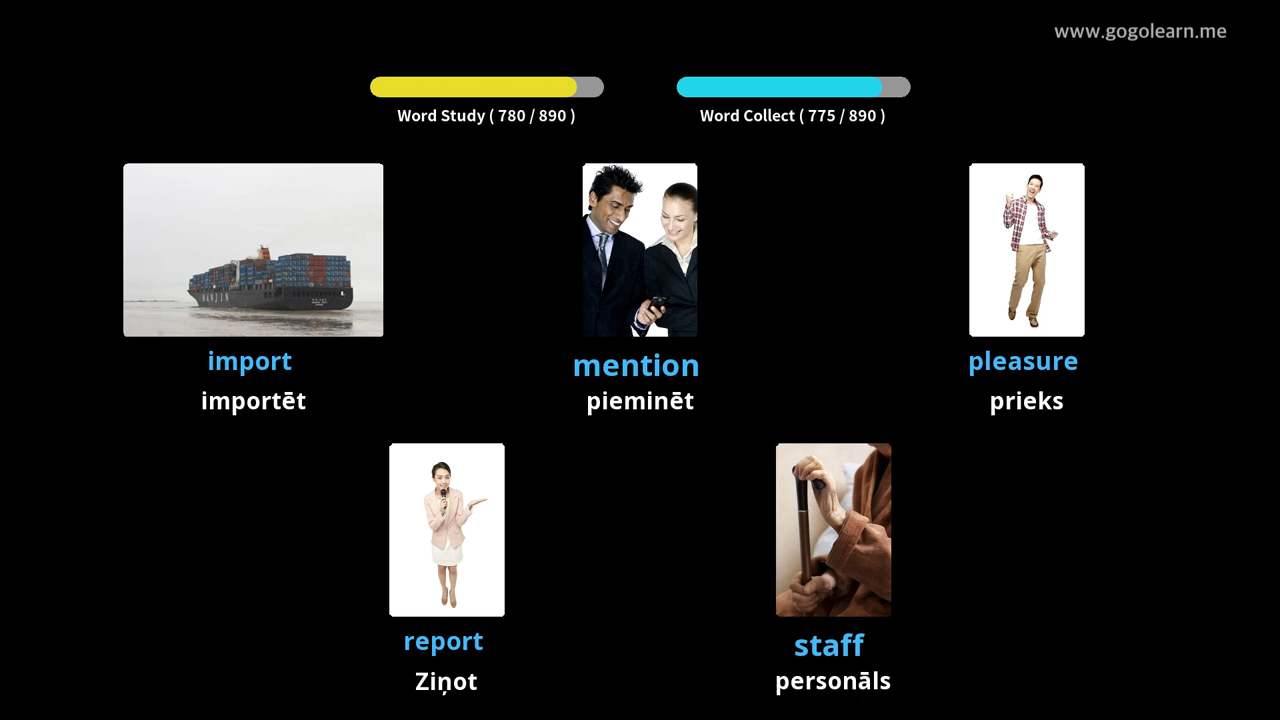 www.gogolearn.me
Word Study ( 780 / 890 )
Word Collect ( 775 / 890 )
HANJIN
import
mention
pleasure
importēt
pieminēt
prieks
report
staff
Ziņot
personāls